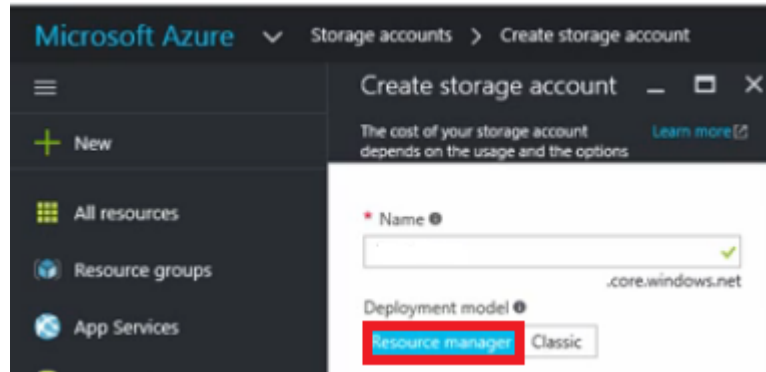 Microsoft Azure Storage accounts > Create storage account
Create storage account
New
The cost of your storage account Learn more
depends on the usage and the options
All resources
* Name
Resource groups
.core.windows.net
Deployment model
App Services
Resource manager Classic